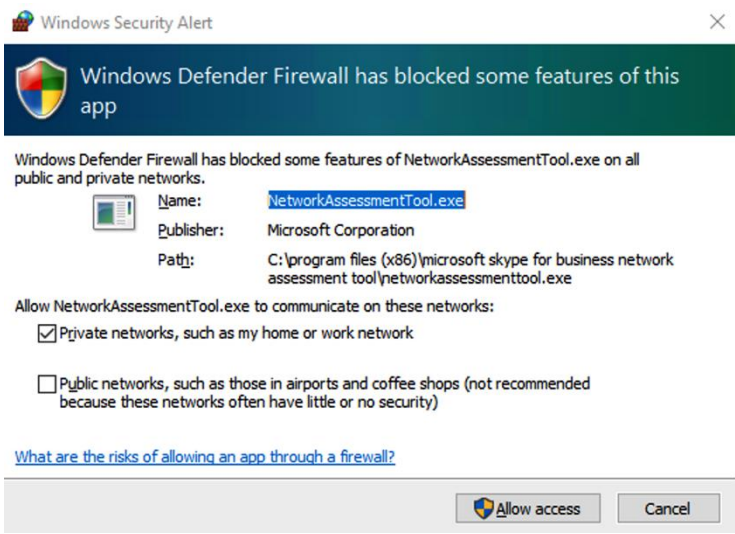 Windows Security Alert
Windows Defender Firewall has blocked some features of this
app
Windows Defender Firewall has blocked some features of NetworkAssessmentTool.exe on all
public and private networks.
Name: NetworkAssessmentTool.exe
Publisher: Microsoft Corporation
Path: C:\program files (x86)\microsoft skype for business network
assessment tool\networkassessmenttool.exe
Allow NetworkAssessmentTool.exe to communicate on these networks:
Private networks, such as my home or work network
Public networks, such as those in airports and coffee shops (not recommended
because these networks often have little or no security)
What are the risks of allowing an app through a firewall?
Allow access Cancel